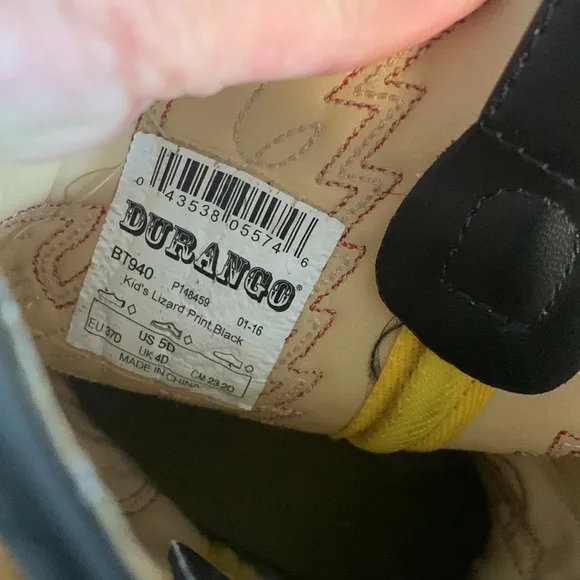 0 43538 05574 6
DURANGO®
BT940 P148459 01-16
Kid's Lizard Print,Black
EU 37D US 5D UK 4D CM 23.2D
MADE IN CHINA